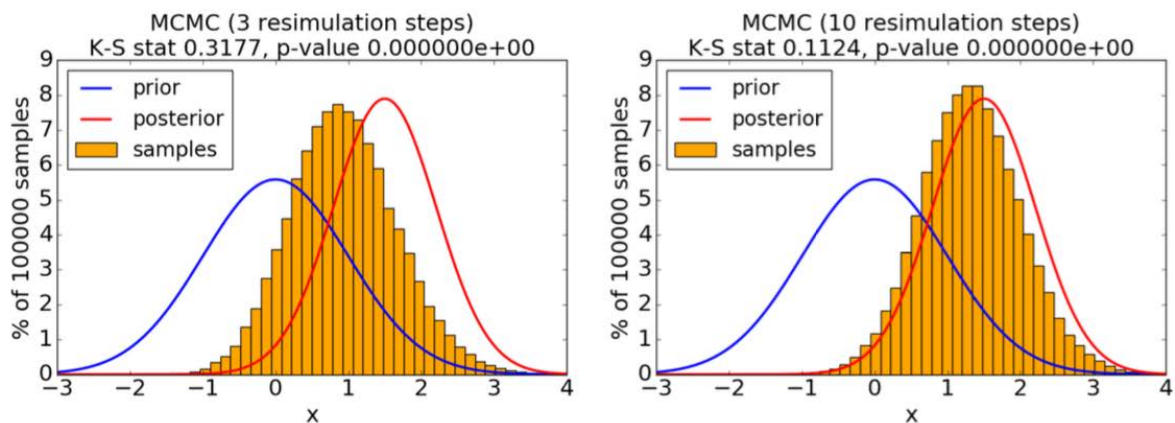 MCMC (3 resimulation steps)
K-S stat 0.3177, p-value 0.000000e+00
% of 100000 samples
9
8
7
6
5
4
3
2
1
0
prior
posterior
samples
−3 −2 −1 0 1 2 3 4
x
MCMC (10 resimulation steps)
K-S stat 0.1124, p-value 0.000000e+00
% of 100000 samples
9
8
7
6
5
4
3
2
1
0
prior
posterior
samples
−3 −2 −1 0 1 2 3 4
x